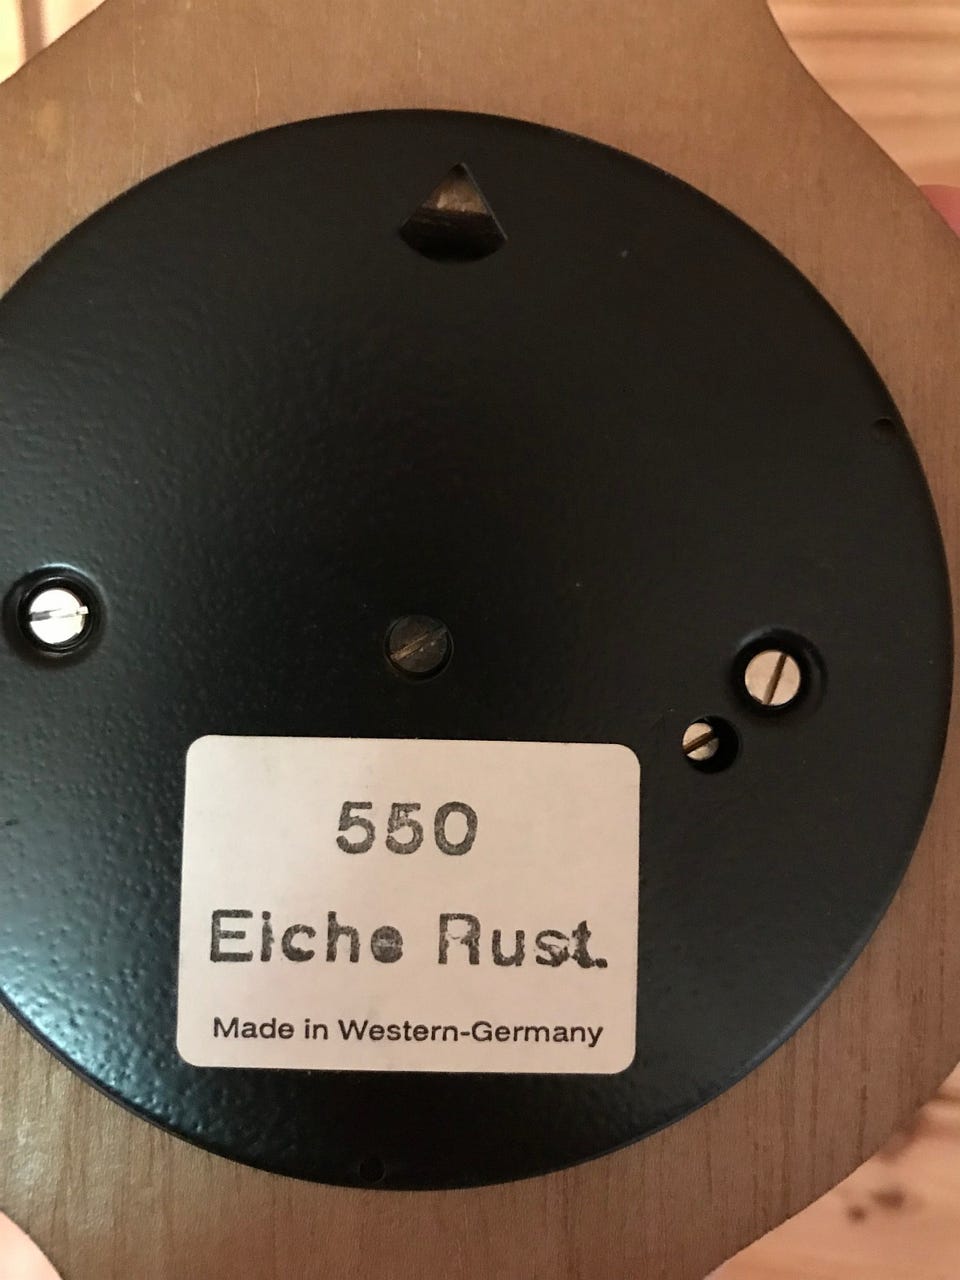 550
Eiche Rust.
Made in Western-Germany